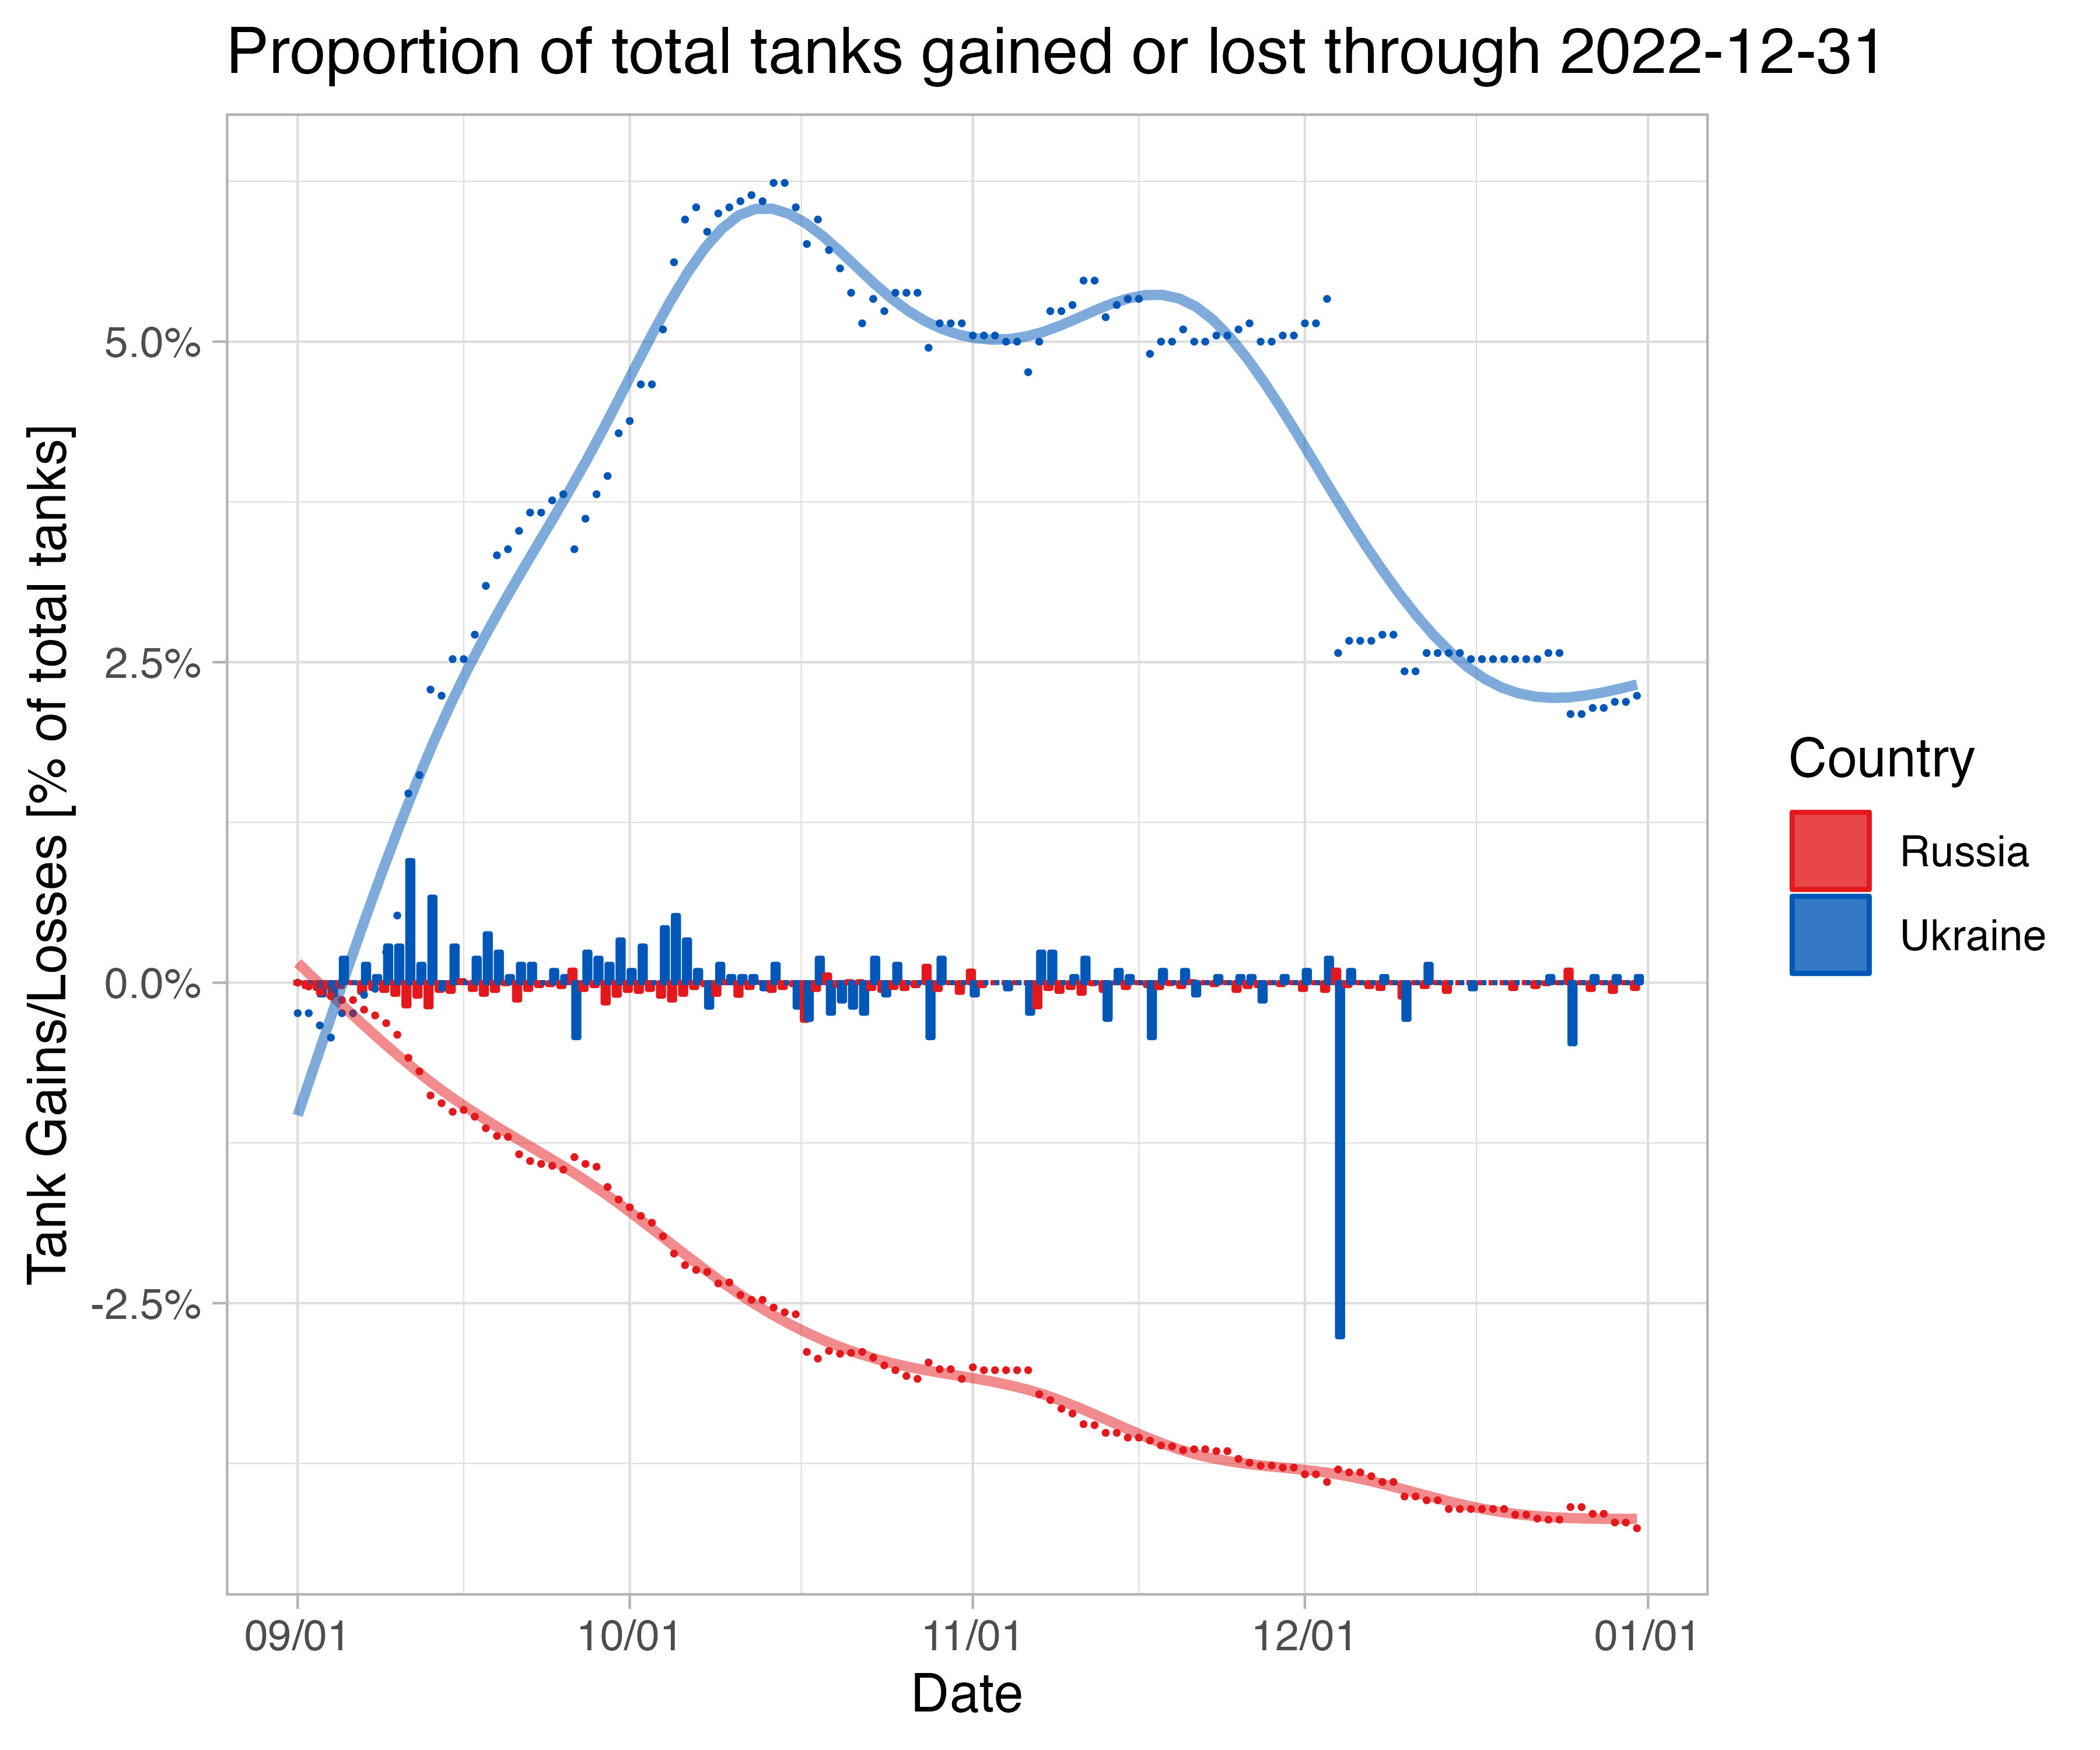 Proportion of total tanks gained or lost through 2022-12-31
Tank Gains/Losses [% of total tanks]
5.0%
2.5%
0.0%
-2.5%
09/01
10/01
11/01
12/01
01/01
Date
Country
Russia
Ukraine